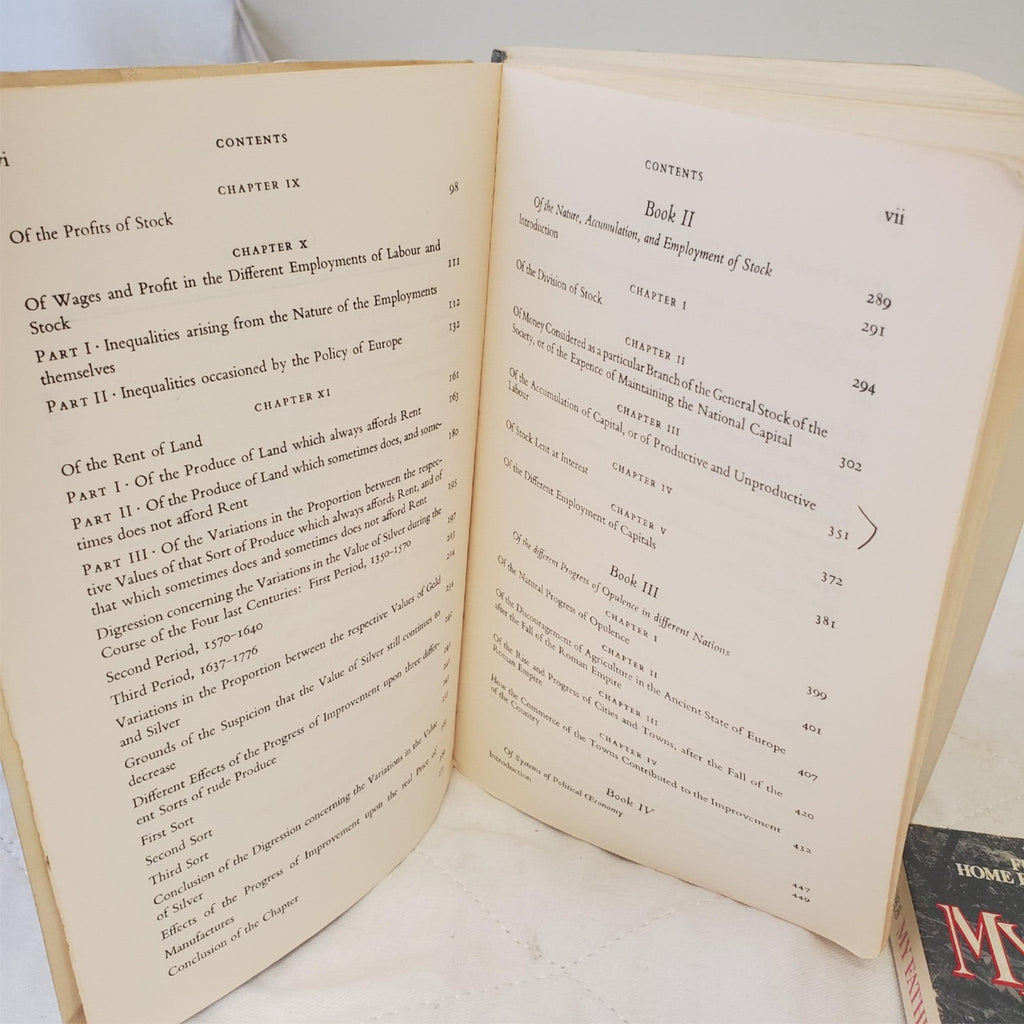 vi
CONTENTS
CHAPTER IX
Of the Profits of Stock 98
CHAPTER X
Of Wages and Profit in the Different Employments of Labour and
Stock 111
PART I · Inequalities arising from the Nature of the Employments
themselves 112
PART II · Inequalities occasioned by the Policy of Europe 132
CHAPTER XI
Of the Rent of Land 161
PART I · Of the Produce of Land which always affords Rent 163
PART II · Of the Produce of Land which sometimes does, and some-
times does not afford Rent 180
PART III · Of the Variations in the Proportion between the respec-
tive Values of that Sort of Produce which always affords Rent, and of
that which sometimes does and sometimes does not afford Rent 195
Digression concerning the Variations in the Value of Silver during the
Course of the Four last Centuries: First Period, 1350–1570 197
Second Period, 1570–1640
Third Period, 1637–1776
Variations in the Proportion between the respective Values of Gold
and Silver
Grounds of the Suspicion that the Value of Silver still continues to
decrease
Different Effects of the Progress of Improvement upon three differ-
ent Sorts of rude Produce
First Sort
Second Sort
Third Sort
Conclusion of the Digression concerning the Variations in the Value
of Silver
Effects of the Progress of Improvement upon the real Price of
Manufactures
Conclusion of the Chapter
CONTENTS
vii
Book II
Of the Nature, Accumulation, and Employment of Stock
Introduction 289
CHAPTER I
Of the Division of Stock 291
CHAPTER II
Of Money Considered as a particular Branch of the General Stock of the
Society, or of the Expence of Maintaining the National Capital 294
302
CHAPTER III
Of the Accumulation of Capital, or of Productive and Unproductive
Labour
351
CHAPTER IV
Of Stock Lent at Interest
372
CHAPTER V
Of the Different Employment of Capitals
381
Book III
Of the different Progress of Opulence in different Nations
CHAPTER I
Of the Natural Progress of Opulence
399
CHAPTER II
Of the Discouragement of Agriculture in the Ancient State of Europe
after the Fall of the Roman Empire
401
CHAPTER III
Of the Rise and Progress of Cities and Towns, after the Fall of the
Roman Empire
407
CHAPTER IV
How the Commerce of the Towns Contributed to the Improvement
of the Country
420
432
Book IV
Of Systems of Political Œconomy
Introduction
447
449
HOME
MY
MY FATH